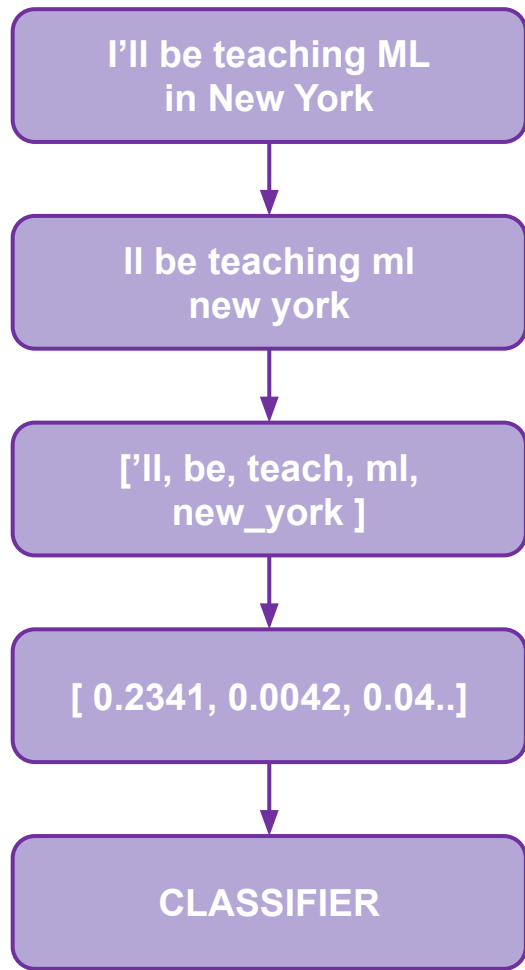 I’ll be teaching ML
in New York
ll be teaching ml
new york
[’ll, be, teach, ml,
new_york ]
[ 0.2341, 0.0042, 0.04..]
CLASSIFIER